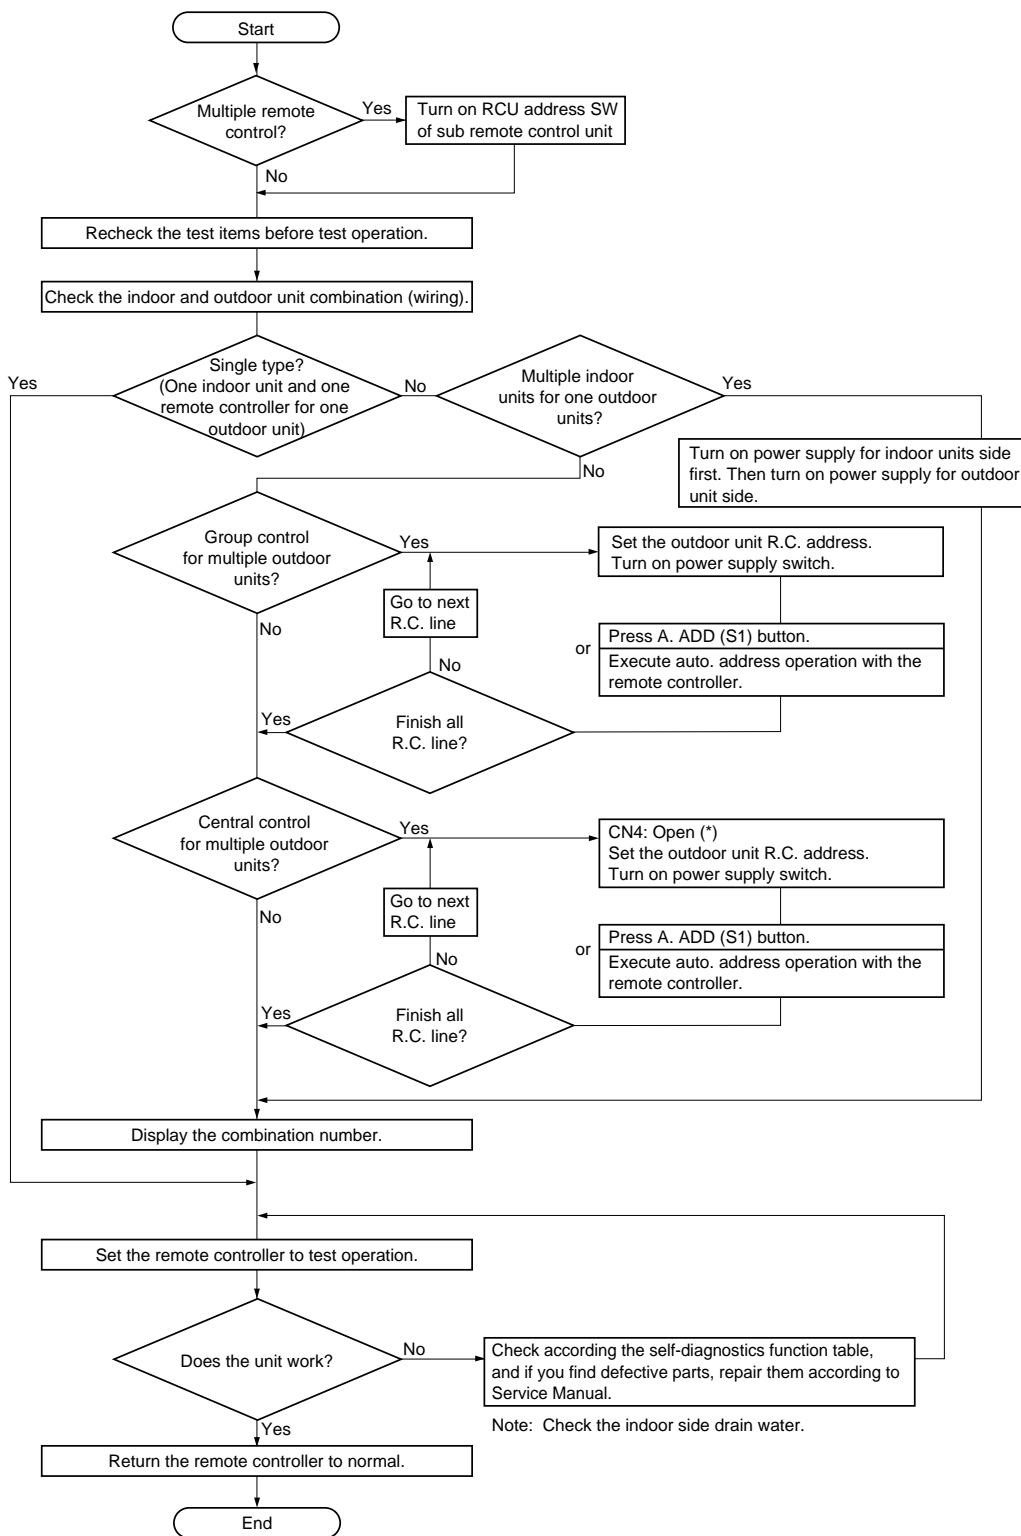 Start
Multiple remote
control?
Yes
Turn on RCU address SW
of sub remote control unit
No
Recheck the test items before test operation.
Check the indoor and outdoor unit combination (wiring).
Yes
Single type?
(One indoor unit and one
remote controller for one
outdoor unit)
No
Multiple indoor
units for one outdoor
units?
Yes
Turn on power supply for indoor units side
first. Then turn on power supply for outdoor
unit side.
No
Group control
for multiple outdoor
units?
Yes
Set the outdoor unit R.C. address.
Turn on power supply switch.
Go to next
R.C. line
No
or
Press A. ADD (S1) button.
Execute auto. address operation with the
remote controller.
No
Yes
Finish all
R.C. line?
Central control
for multiple outdoor
units?
Yes
CN4: Open (*)
Set the outdoor unit R.C. address.
Turn on power supply switch.
Go to next
R.C. line
No
or
Press A. ADD (S1) button.
Execute auto. address operation with the
remote controller.
No
Yes
Finish all
R.C. line?
Display the combination number.
Set the remote controller to test operation.
Does the unit work?
No
Check according the self-diagnostics function table,
and if you find defective parts, repair them according to
Service Manual.
Note: Check the indoor side drain water.
Yes
Return the remote controller to normal.
End